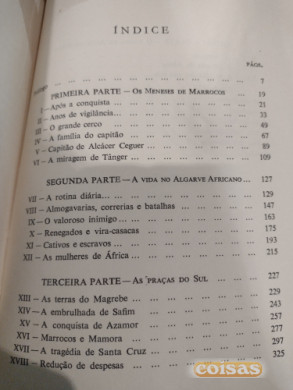 ÍNDICE
PÁG.
... ... ... ... ... ... ... ... 7
PRIMEIRA PARTE — OS MENESES DE MARROCOS ... 19
I — Após a conquista ... ... ... ... ... ... 21
II — Anos de vigilância ... ... ... ... ... ... 33
III — O grande cerco ... ... ... ... ... ... 49
IV — A família do capitão ... ... ... ... ... 67
V — Capitão de Alcácer Ceguer ... ... ... ... 89
VI — A miragem de Tânger ... ... ... ... ... 109
SEGUNDA PARTE — A VIDA NO ALGARVE AFRICANO ... 127
VII — A rotina diária ... ... ... ... ... ... 129
VIII — Almogavarias, correrias e batalhas ... ... 147
IX — O valoroso inimigo ... ... ... ... ... 157
X — Renegados e vira-casacas ... ... ... ... 175
XI — Cativos e escravos ... ... ... ... ... 193
XII — As mulheres de África ... ... ... ... ... 215
TERCEIRA PARTE — AS PRAÇAS DO SUL ... ... 227
XIII — As terras do Magrebe ... ... ... ... 229
XIV — A embrulhada de Safim ... ... ... ... 243
XV — A conquista de Azamor ... ... ... ... 257
XVI — Marrocos e Mamora ... ... ... ... 275
XVII — A tragédia de Santa Cruz ... ... ... ... 297
XVIII — Redução de despesas ... ... ... ... 325
coisas